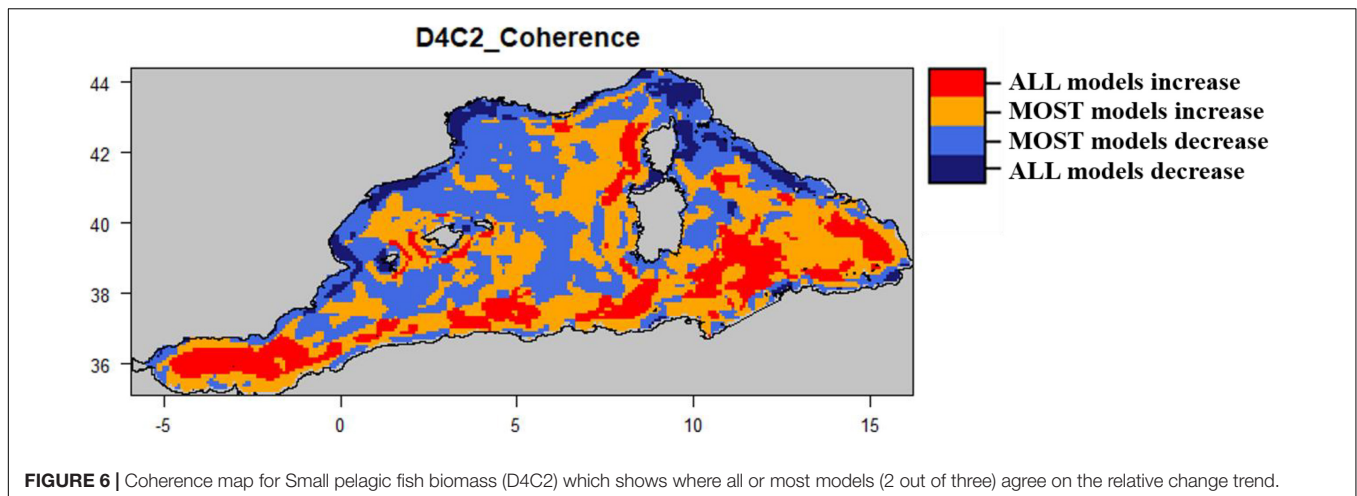 D4C2_Coherence
44
42
40
38
36
-5
0
5
10
15
ALL models increase
MOST models increase
MOST models decrease
ALL models decrease
FIGURE 6 | Coherence map for Small pelagic fish biomass (D4C2) which shows where all or most models (2 out of three) agree on the relative change trend.